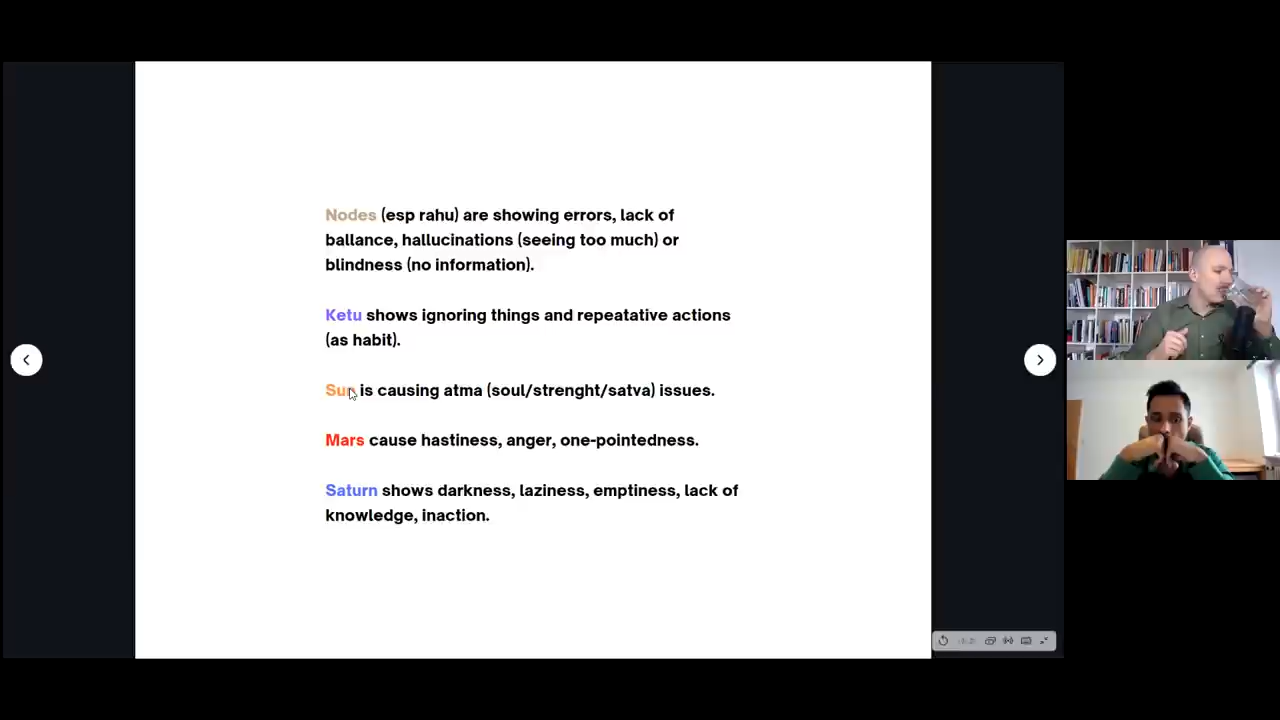 Nodes (esp rahu) are showing errors, lack of
ballance, hallucinations (seeing too much) or
blindness (no information).
Ketu shows ignoring things and repeatative actions
(as habit).
Sun is causing atma (soul/strenght/satva) issues.
Mars cause hastiness, anger, one-pointedness.
Saturn shows darkness, laziness, emptiness, lack of
knowledge, inaction.